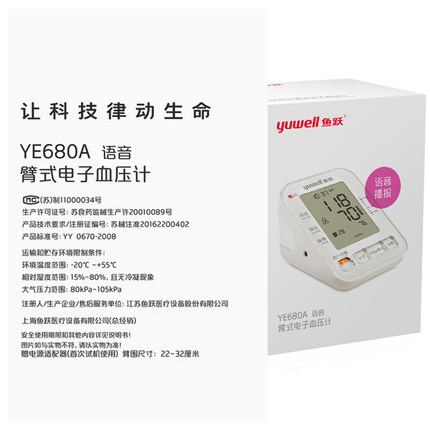 让科技律动生命
YE680A 语音
臂式电子血压计
(苏)制11000034号
生产许可证号：苏食药监械生产许20010089号
产品技术要求/注册证编号：苏械注准20162200402
产品标准号：YY 0670-2008
运输和贮存环境限制条件：
环境温度范围：-20℃ ~+55℃
相对湿度范围：15%~80%，且无冷凝现象
大气压力范围：80kPa~105kPa
注册人/生产企业/售后服务单位：江苏鱼跃医疗设备股份有限公司
上海鱼跃医疗设备有限公司(总经销)
安全使用期限和其他内容详见说明书！
图片如与实物不符，请以实物为准！
赠电源适配器(首次试机使用) 臂围尺寸：22~32厘米
yuwell 鱼跃
语音
播报
yuwell 鱼跃
118
70
YE680A 语音
臂式电子血压计